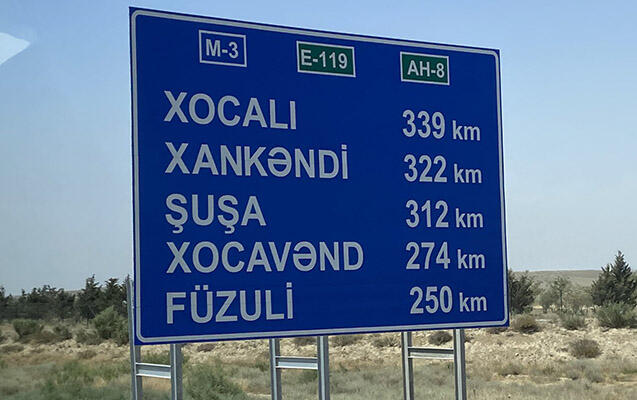 M-3 E-119 AH-8
XOCALI 339 km
XANKƏNDİ 322 km
ŞUŞA 312 km
XOCAVƏND 274 km
FÜZULİ 250 km